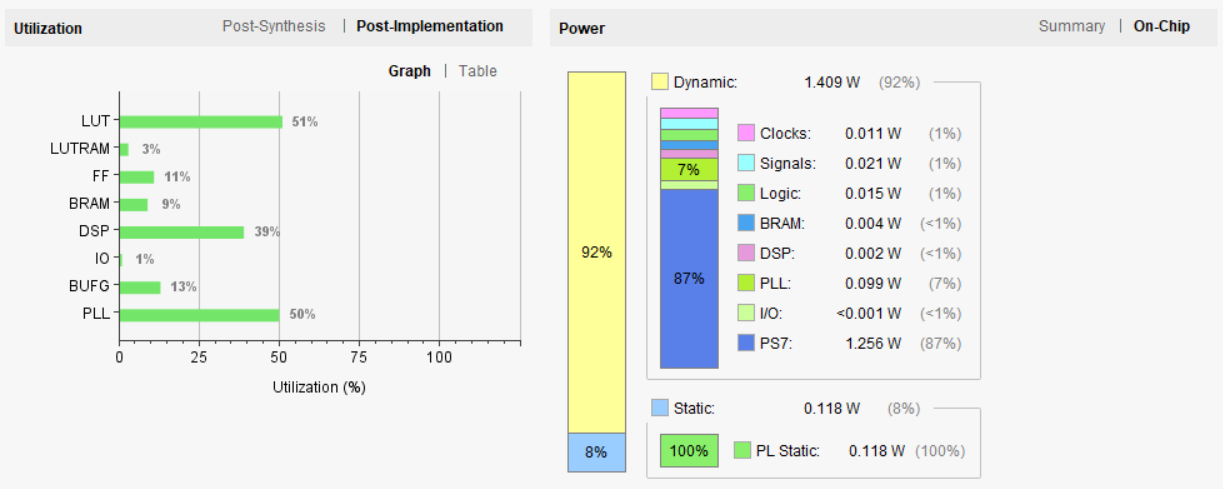 Utilization Post-Synthesis | Post-Implementation
Graph | Table
LUT 51%
LUTRAM 3%
FF 11%
BRAM 9%
DSP 39%
IO 1%
BUFG 13%
PLL 50%
0 25 50 75 100
Utilization (%)
Power Summary | On-Chip
92%
8%
Dynamic: 1.409 W (92%)
7%
87%
Clocks: 0.011 W (1%)
Signals: 0.021 W (1%)
Logic: 0.015 W (1%)
BRAM: 0.004 W (<1%)
DSP: 0.002 W (<1%)
PLL: 0.099 W (7%)
I/O: <0.001 W (<1%)
PS7: 1.256 W (87%)
Static: 0.118 W (8%)
100%
PL Static: 0.118 W (100%)